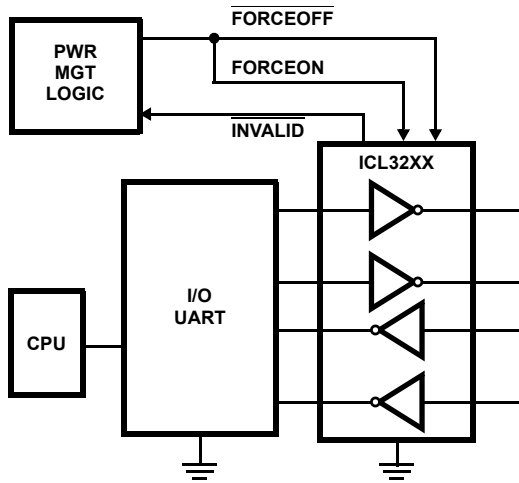 FORCEOFF
PWR
MGT
LOGIC
FORCEON
INVALID
ICL32XX
I/O
UART
CPU